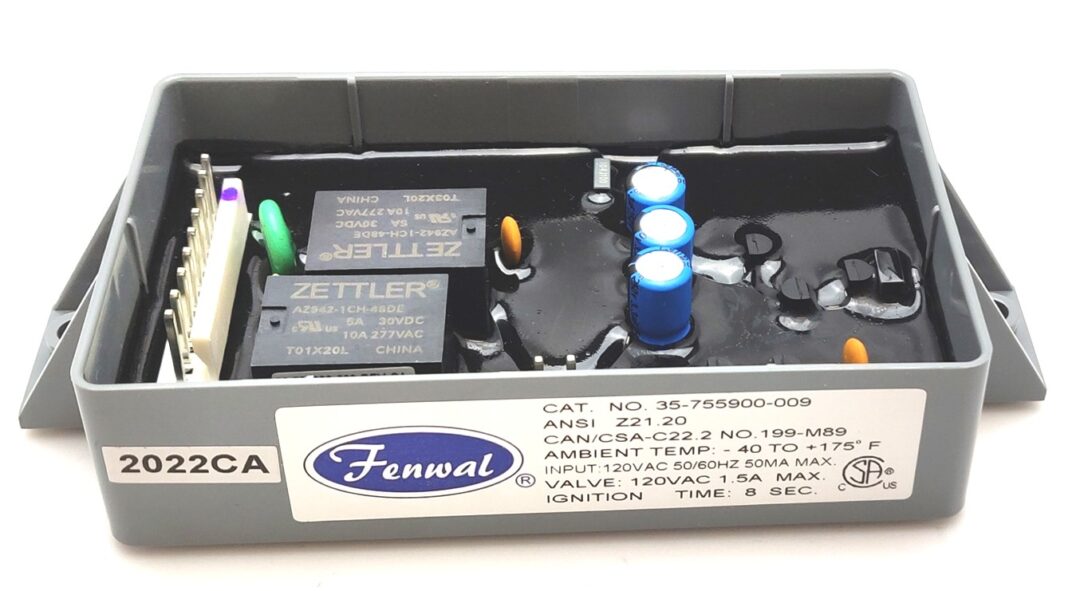 ZETTLER®
AZ942-1CH-48DE
5A 30VDC
10A 277VAC
T03X20L
CHINA
ZETTLER®
AZ942-1CH-48DE
5A 30VDC
10A 277VAC
T01X20L CHINA
2022CA
Fenwal®
CAT. NO. 35-755900-009
ANSI Z21.20
CAN/CSA-C22.2 NO.199-M89
AMBIENT TEMP: - 40 TO +175° F
INPUT:120VAC 50/60HZ 50MA MAX.
VALVE: 120VAC 1.5A MAX.
IGNITION TIME: 8 SEC.
C US